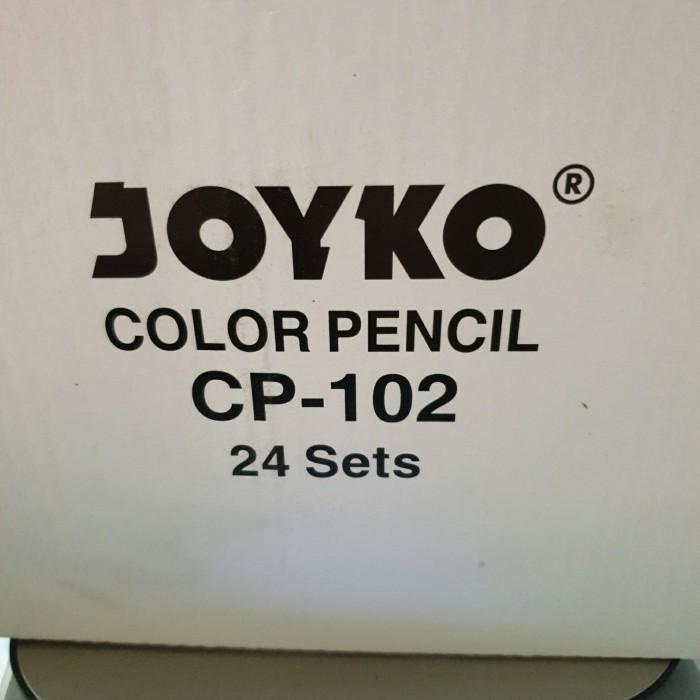 JOYKO®
COLOR PENCIL
CP-102
24 Sets